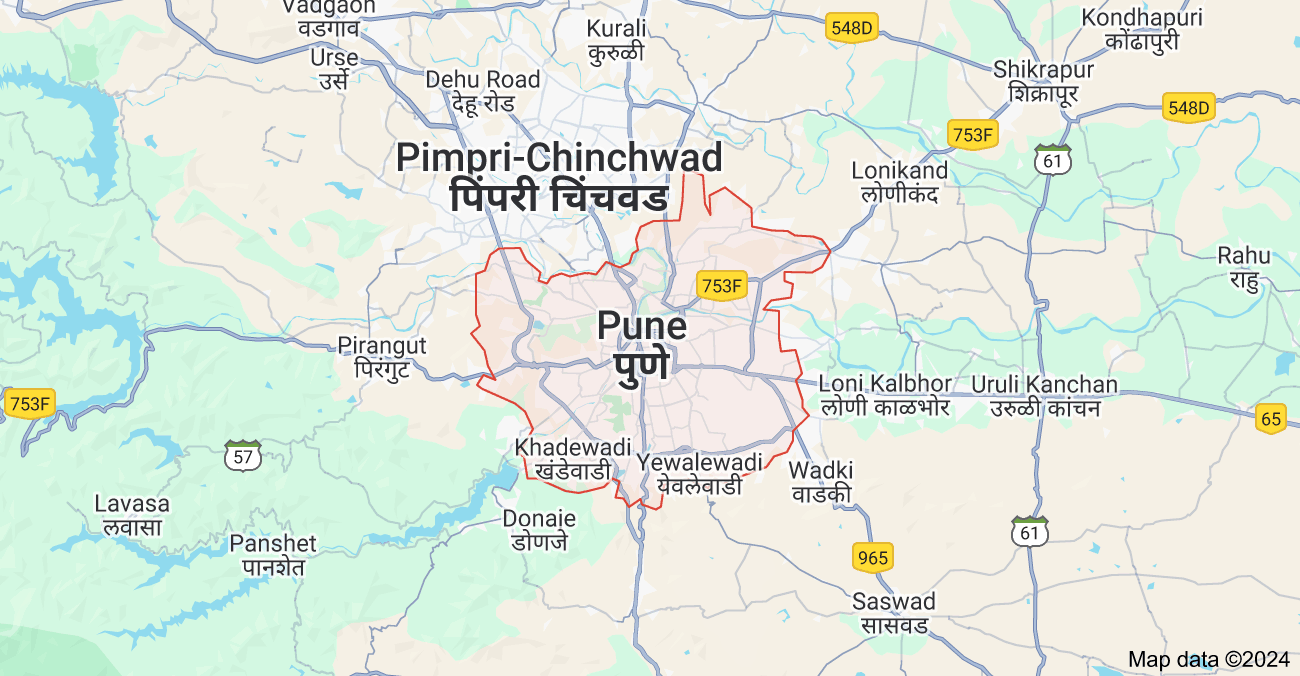 Vadgaon
वडगाव
Kurali
कुरुळी
Kondhapuri
कोंढापुरी
548D
Urse
उर्से
Dehu Road
देहू रोड
Shikrapur
शिक्रापूर
548D
753F
Pimpri-Chinchwad
पिंपरी चिंचवड
61
Lonikand
लोणीकंद
Rahu
राहु
753F
Pune
पुणे
Pirangut
पिरंगुट
753F
Loni Kalbhor
लोणी काळभोर
Uruli Kanchan
उरुळी कांचन
65
57
Khadewadi
खंडेवाडी
Yewalewadi
येवलेवाडी
Wadki
वाडकी
Lavasa
लवासा
Donaje
डोणजे
Panshet
पानशेत
61
965
Saswad
सासवड
Map data ©2024